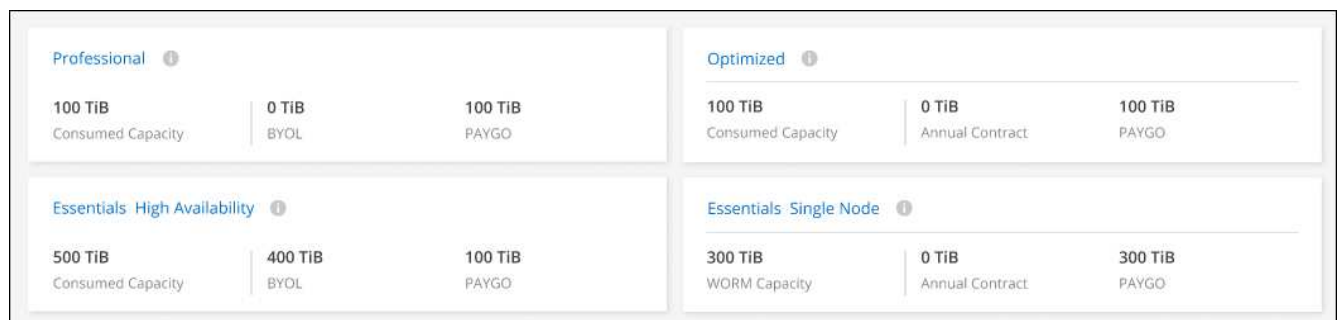 Professional
100 TiB 0 TiB 100 TiB
Consumed Capacity BYOL PAYGO
Optimized
100 TiB 0 TiB 100 TiB
Consumed Capacity Annual Contract PAYGO
Essentials High Availability
500 TiB 400 TiB 100 TiB
Consumed Capacity BYOL PAYGO
Essentials Single Node
300 TiB 0 TiB 300 TiB
WORM Capacity Annual Contract PAYGO